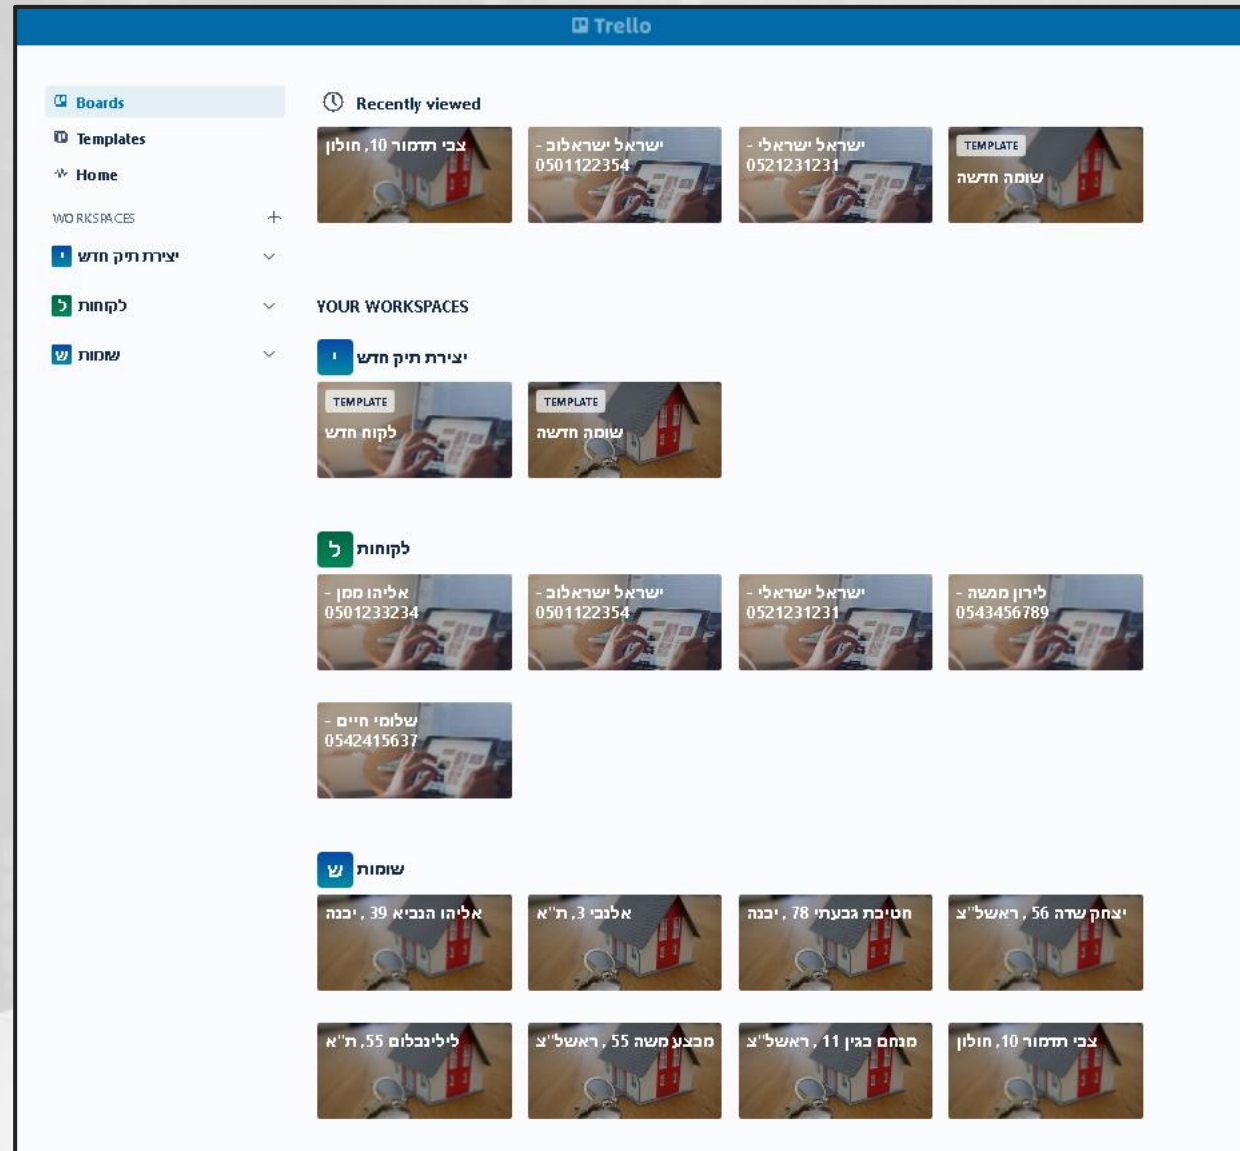 Trello
Boards
Templates
Home
WORKSPACES
יצירת תיק חדש
י
לקוחות
ל
שומות
ש
Recently viewed
צבי תדמור 10, חולון
ישראל ישראלוב -
0501122354
ישראל ישראלי -
0521231231
TEMPLATE
שומה חדשה
YOUR WORKSPACES
י
יצירת תיק חדש
TEMPLATE
לקוח חדש
TEMPLATE
שומה חדשה
ל
לקוחות
אליהו ממן -
0501233234
ישראל ישראלוב -
0501122354
ישראל ישראלי -
0521231231
לירון מנשה -
0543456789
שלומי חיים -
0542415637
ש
שומות
אליהו הנביא 39 , יבנה
אלנבי 3, ת"א
חטיבת גבעתי 78 , יבנה
יצחק שדה 56 , ראשל"צ
לילינבלום 55, ת"א
מבצע משה 55 , ראשל"צ
מנחם בגין 11 , ראשל"צ
צבי תדמור 10, חולון